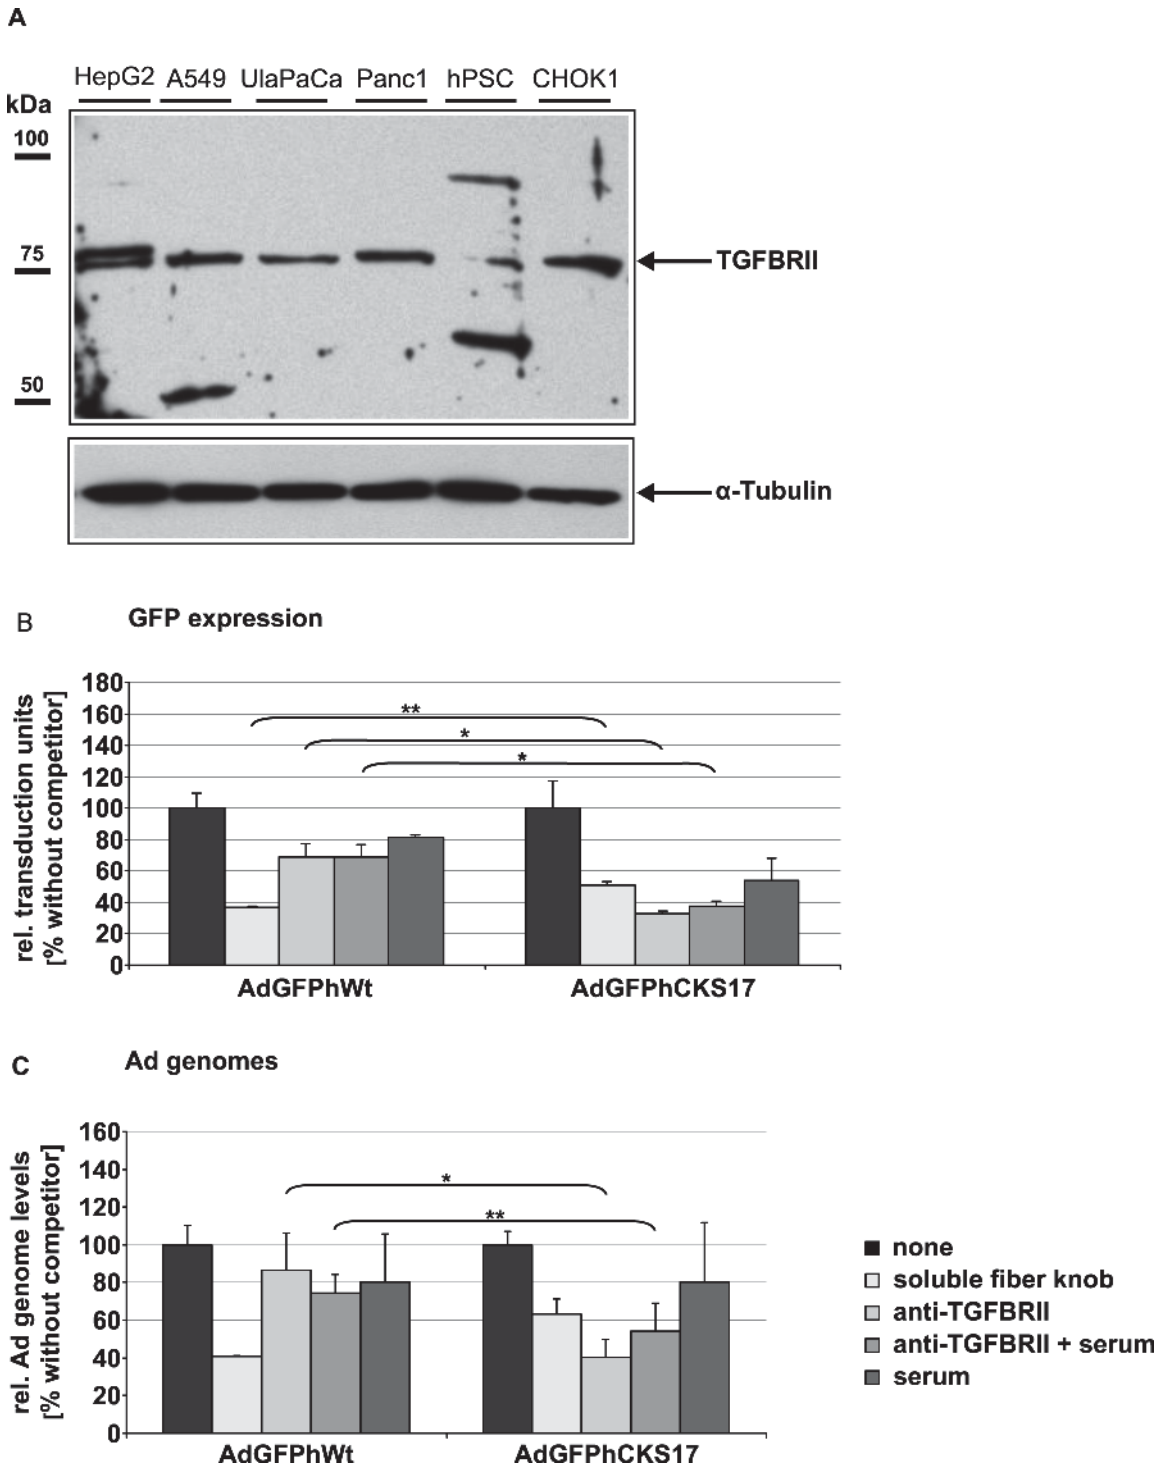 A
HepG2 A549 UlaPaCa Panc1 hPSC CHOK1
kDa
100
75
50
TGFBRII
α-Tubulin
B GFP expression
rel. transduction units
[% without competitor]
180
160
140
120
100
80
60
40
20
0
** 
*
*
AdGFPhWt AdGFPhCKS17
C Ad genomes
rel. Ad genome levels
[% without competitor]
160
140
120
100
80
60
40
20
0
*
**
AdGFPhWt AdGFPhCKS17
none
soluble fiber knob
anti-TGFBRII
anti-TGFBRII + serum
serum